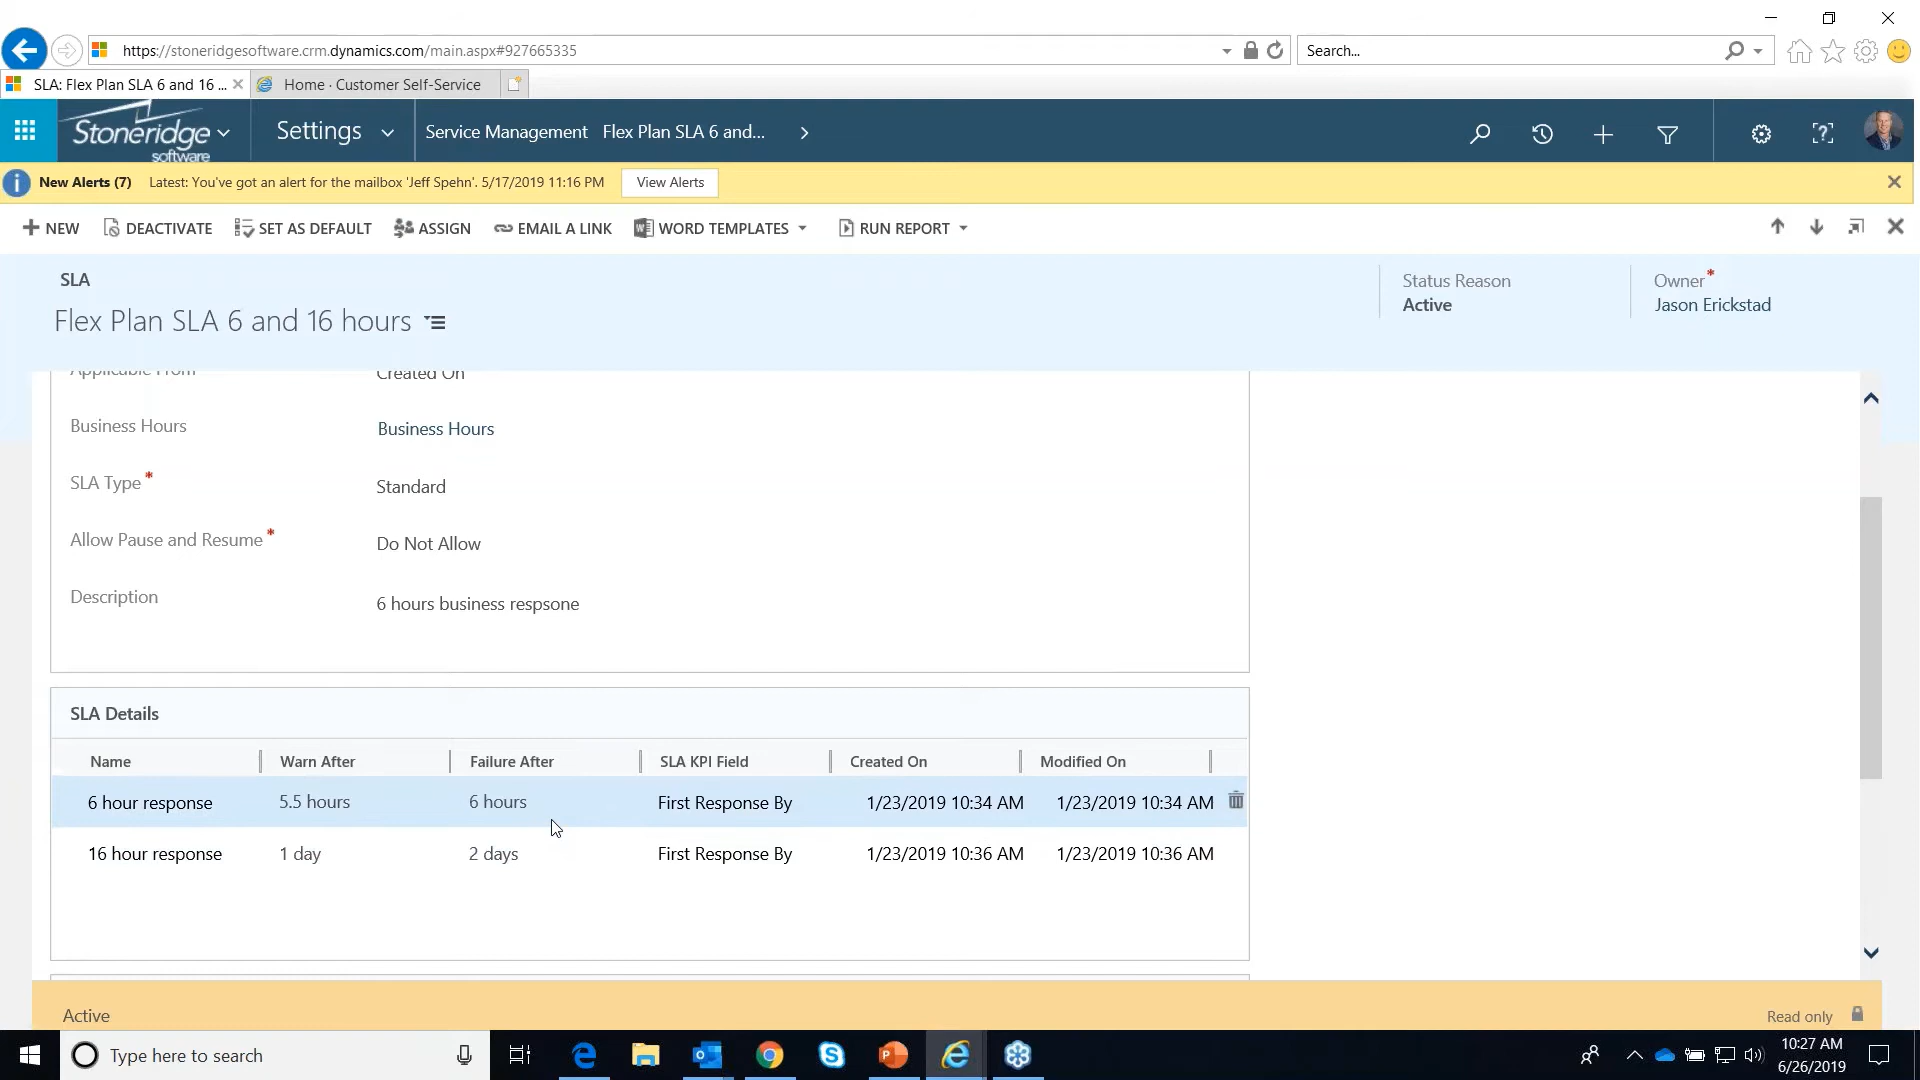 https://stoneridgesoftware.crm.dynamics.com/main.aspx#927665335
Search...
SLA: Flex Plan SLA 6 and 16 ...
Home · Customer Self-Service
Stoneridge
software
Settings
Service Management
Flex Plan SLA 6 and...
New Alerts (7)
Latest: You've got an alert for the mailbox 'Jeff Spehn'. 5/17/2019 11:16 PM
View Alerts
NEW
DEACTIVATE
SET AS DEFAULT
ASSIGN
EMAIL A LINK
WORD TEMPLATES
RUN REPORT
SLA
Flex Plan SLA 6 and 16 hours
Status Reason
Active
Owner*
Jason Erickstad
Applicable From
Created On
Business Hours
Business Hours
SLA Type*
Standard
Allow Pause and Resume*
Do Not Allow
Description
6 hours business respsone
SLA Details
Name
Warn After
Failure After
SLA KPI Field
Created On
Modified On
6 hour response
5.5 hours
6 hours
First Response By
1/23/2019 10:34 AM
1/23/2019 10:34 AM
16 hour response
1 day
2 days
First Response By
1/23/2019 10:36 AM
1/23/2019 10:36 AM
Active
Read only
Type here to search
10:27 AM
6/26/2019